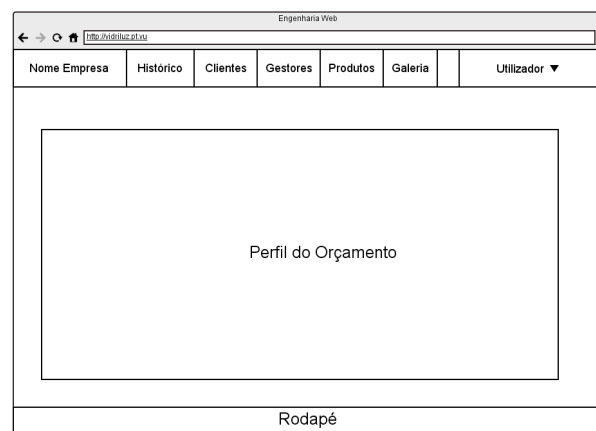 Engenharia Web
http://vidriluz.pt.vu
Nome Empresa Histórico Clientes Gestores Produtos Galeria Utilizador ▼
Perfil do Orçamento
Rodapé